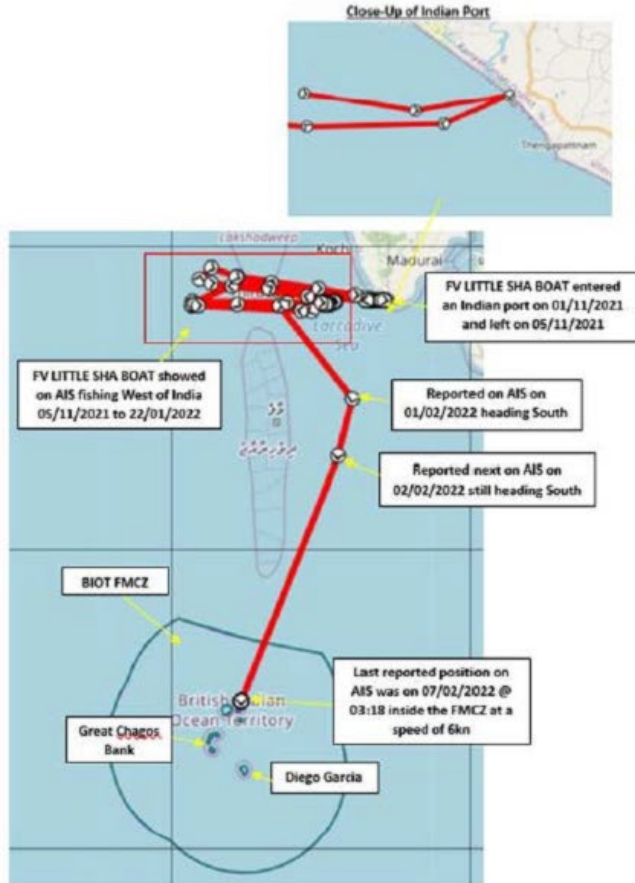 Close-Up of Indian Port
Thengapattnam
Lakshadweep
Kochi
Madurai
Laccadive
Sea
FV LITTLE SHA BOAT entered
an Indian port on 01/11/2021
and left on 05/11/2021
FV LITTLE SHA BOAT showed
on AIS fishing West of India
05/11/2021 to 22/01/2022
Reported on AIS on
01/02/2022 heading South
Reported next on AIS on
02/02/2022 still heading South
BIOT FMCZ
Last reported position on
AIS was on 07/02/2022 @
03:18 inside the FMCZ at a
speed of 6kn
British Indian
Ocean Territory
Great Chagos
Bank
Diego Garcia